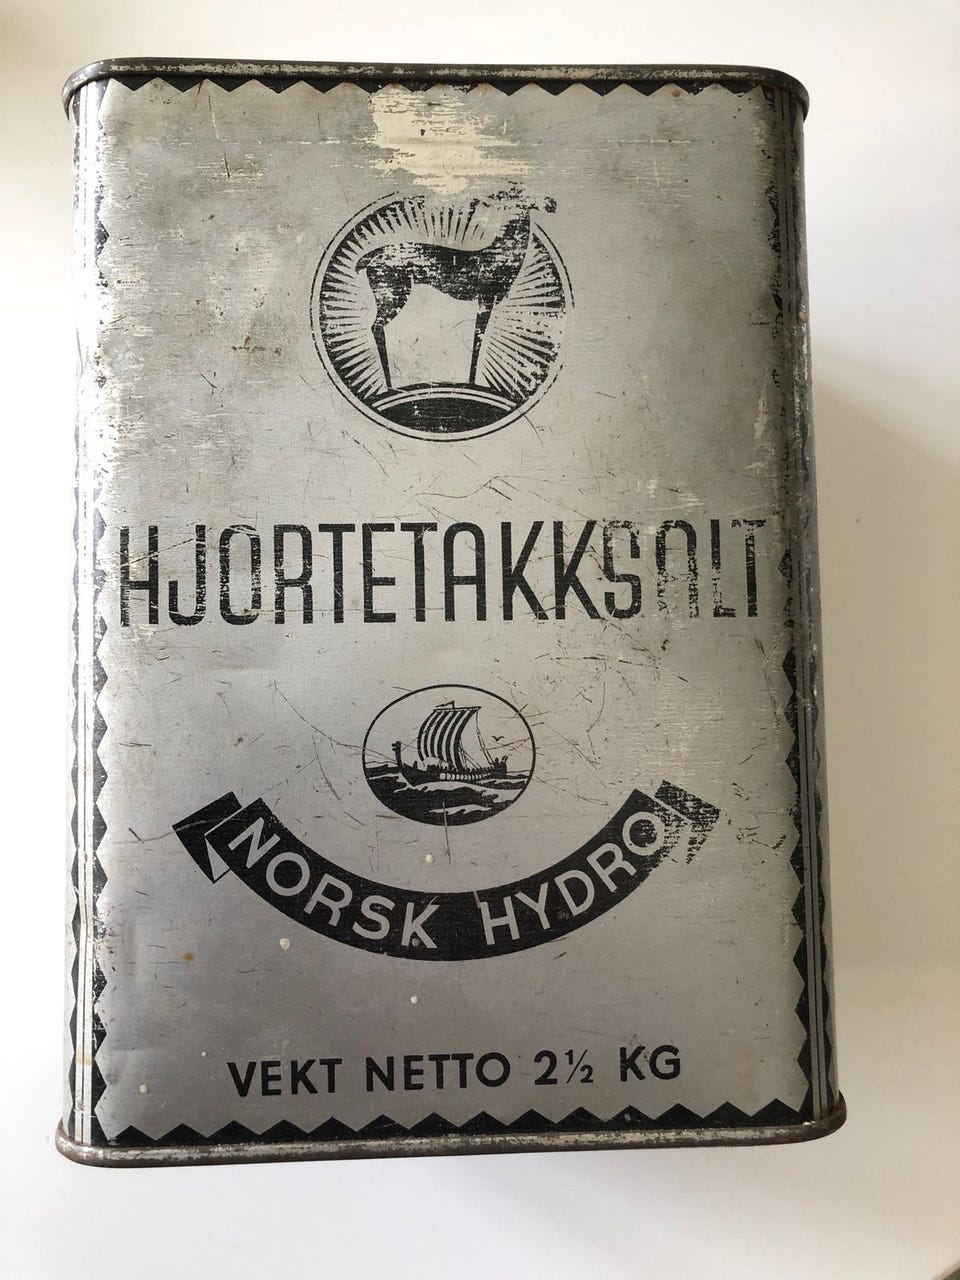 HJORTETAKKSALT
NORSK HYDRO
VEKT NETTO 2½ KG